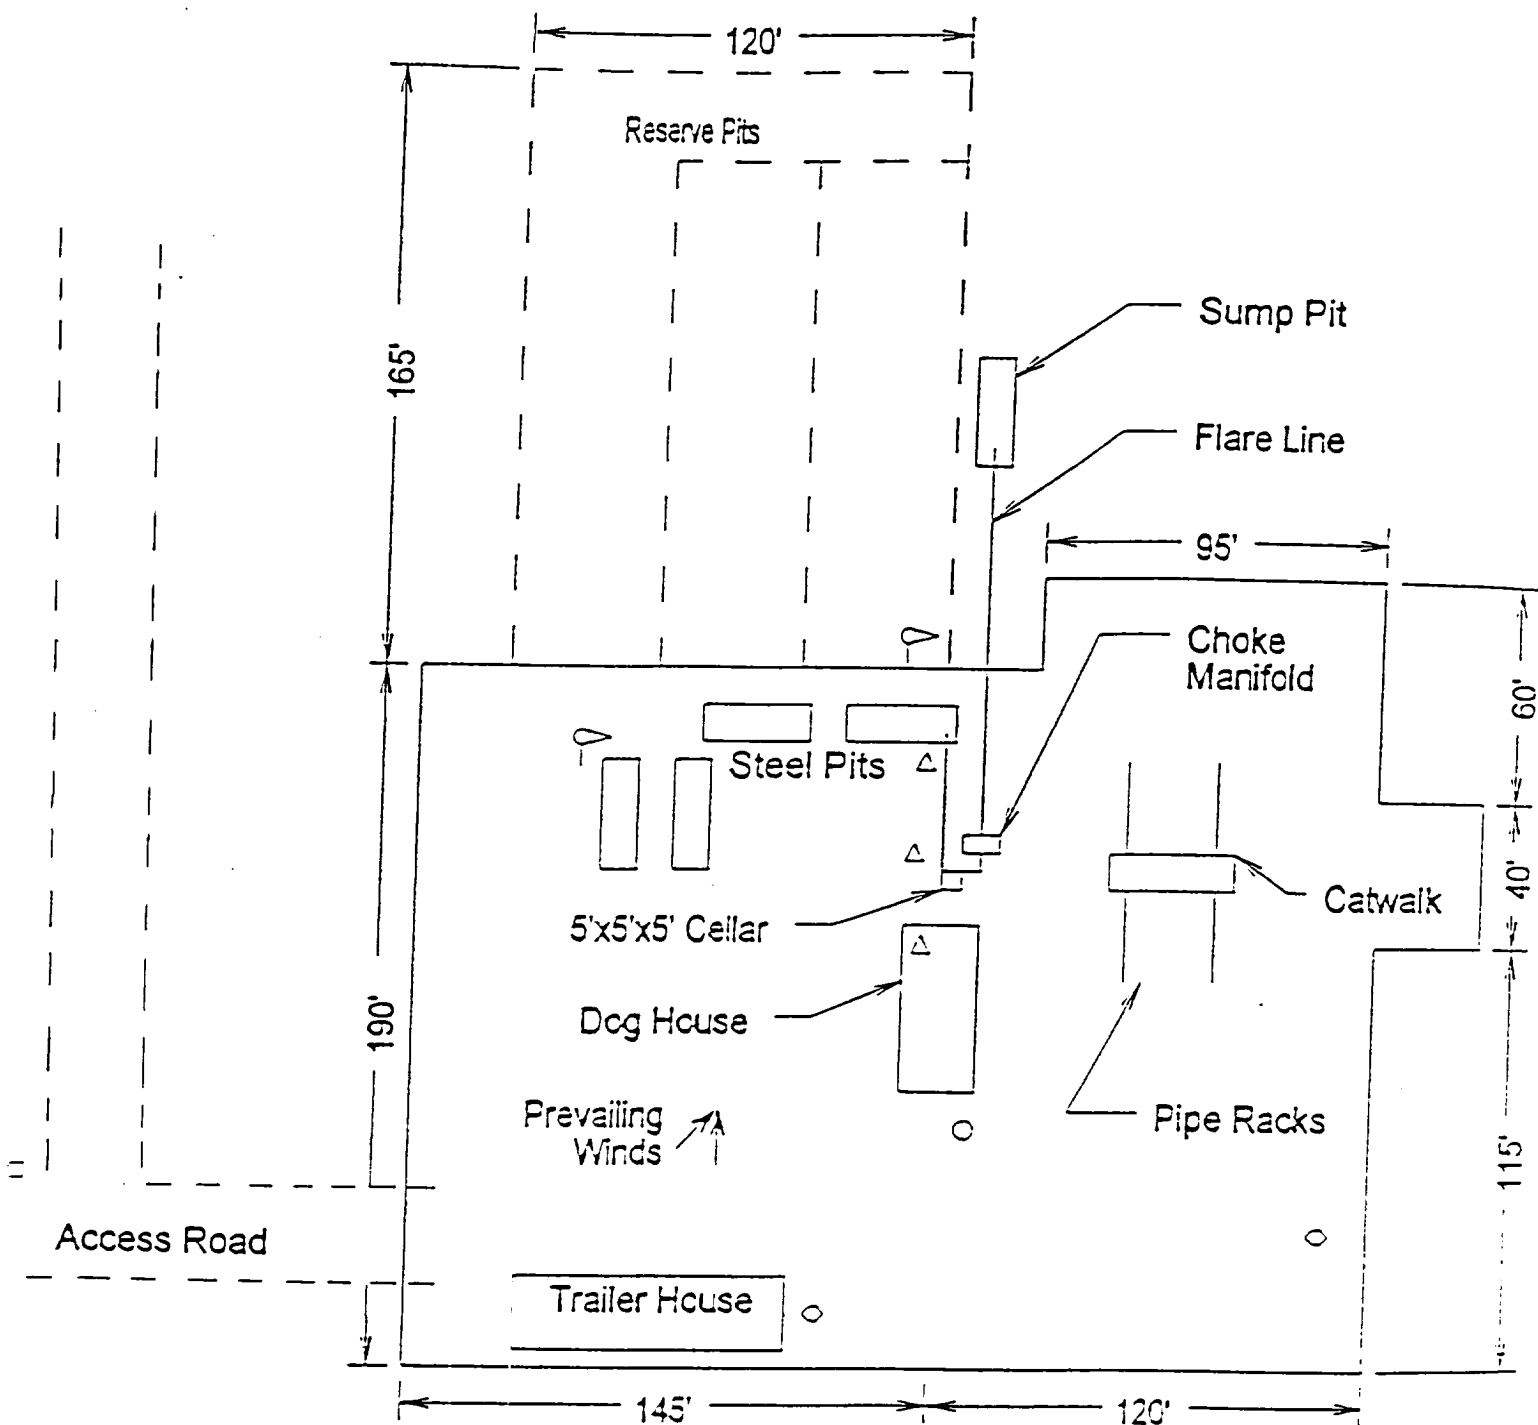 120'
Reserve Pits
Sump Pit
165'
Flare Line
95'
Choke
Manifold
60'
Steel Pits
40'
Catwalk
5'x5'x5' Cellar
190'
Dog House
Prevailing
Winds
Pipe Racks
115'
Access Road
Trailer House
145'
120'